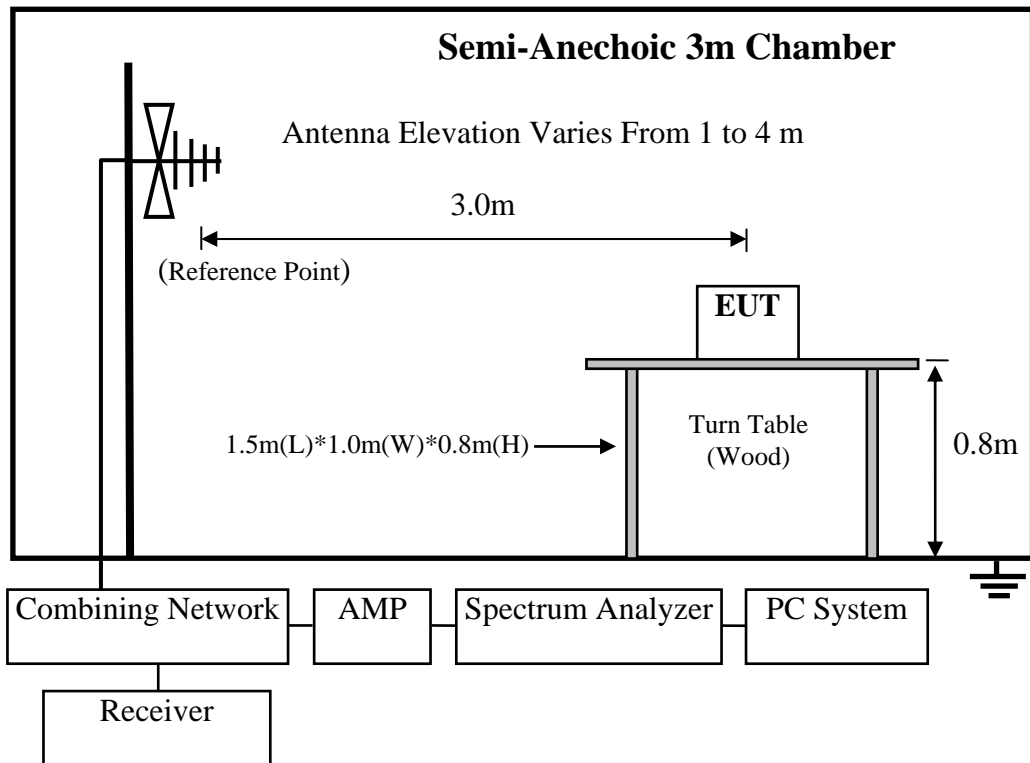 Semi-Anechoic 3m Chamber
Antenna Elevation Varies From 1 to 4 m
3.0m
(Reference Point)
EUT
1.5m(L)*1.0m(W)*0.8m(H)
Turn Table
(Wood)
0.8m
Combining Network
AMP
Spectrum Analyzer
PC System
Receiver